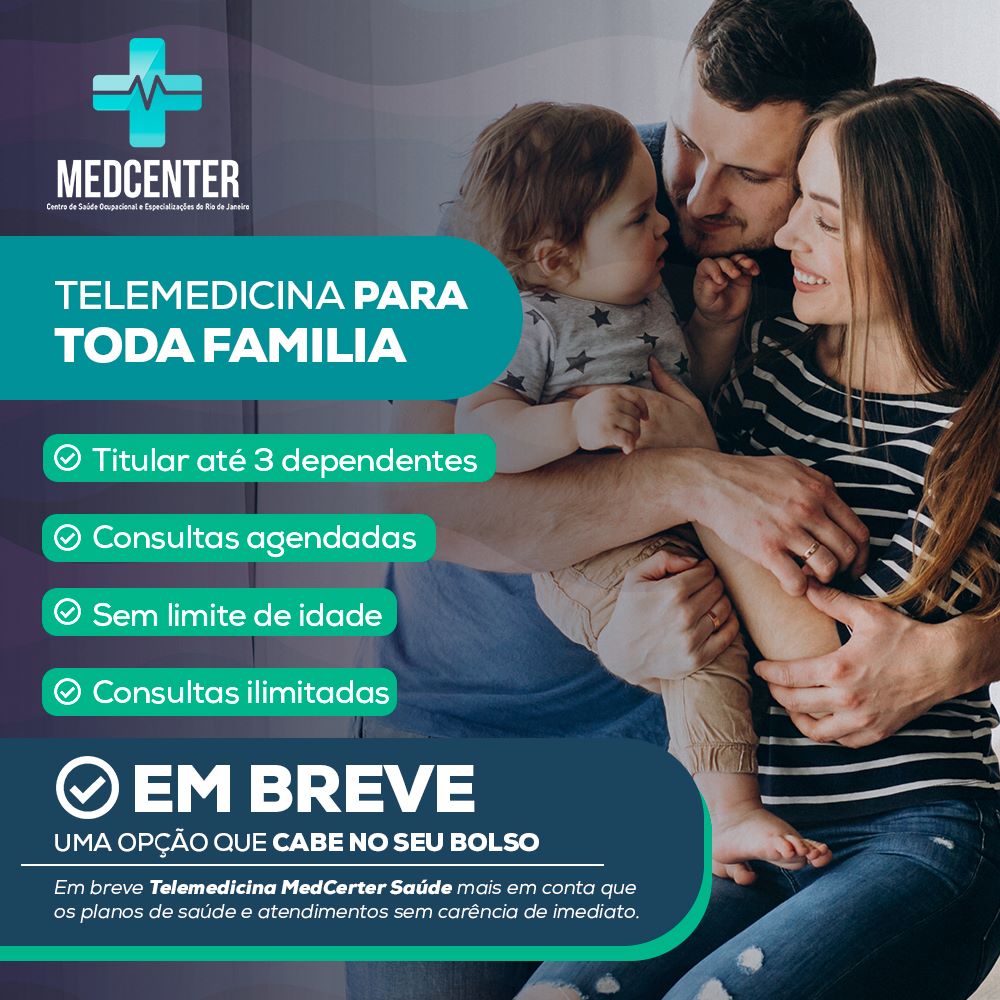 MEDCENTER
Centro de Saúde Ocupacional e Especializações do Rio de Janeiro
TELEMEDICINA PARA
TODA FAMILIA
Titular até 3 dependentes
Consultas agendadas
Sem limite de idade
Consultas ilimitadas
EM BREVE
UMA OPÇÃO QUE CABE NO SEU BOLSO
Em breve Telemedicina MedCerter Saúde mais em conta que
os planos de saúde e atendimentos sem carência de imediato.